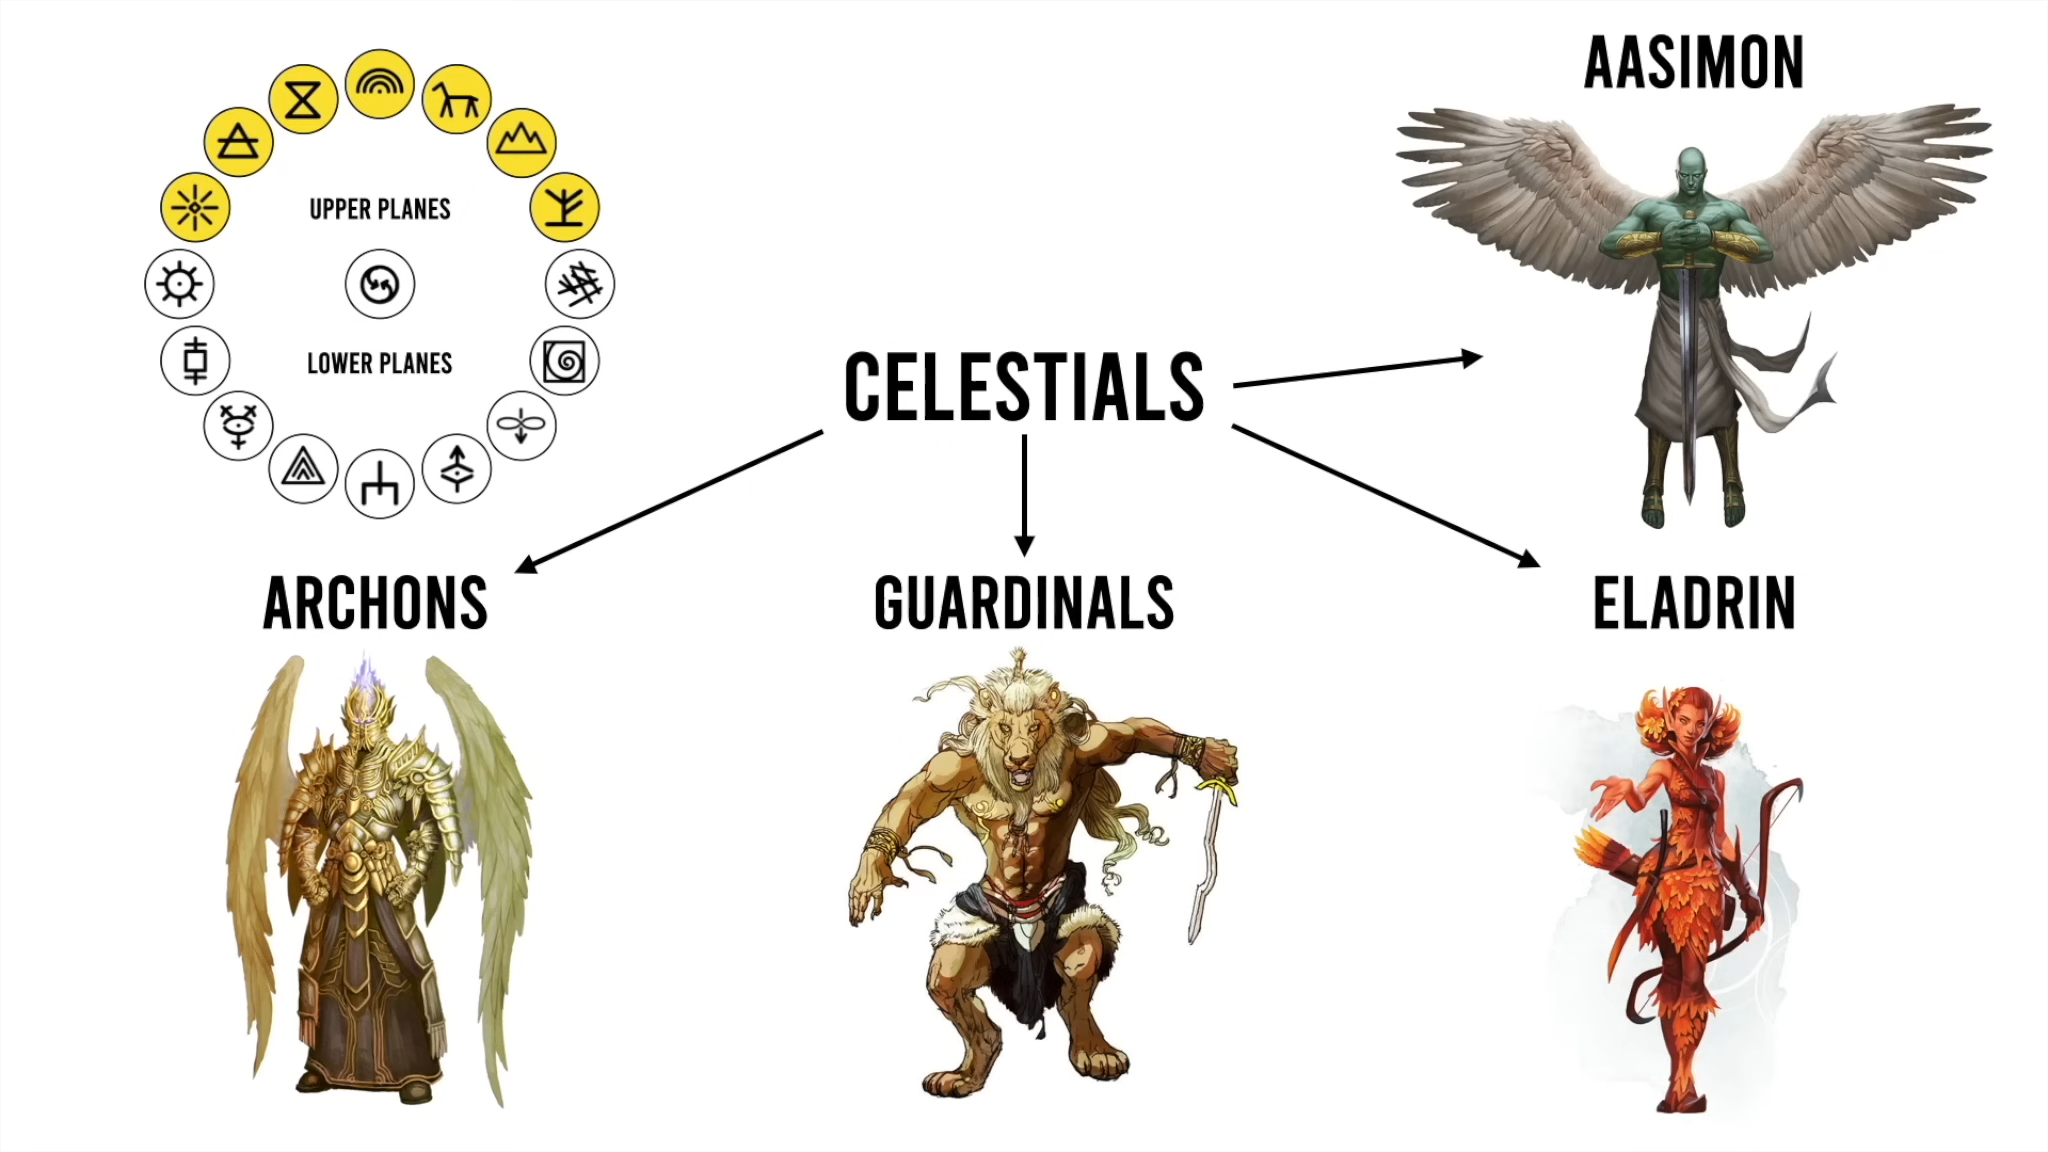 AASIMON
UPPER PLANES
LOWER PLANES
CELESTIALS
ARCHONS
GUARDINALS
ELADRIN